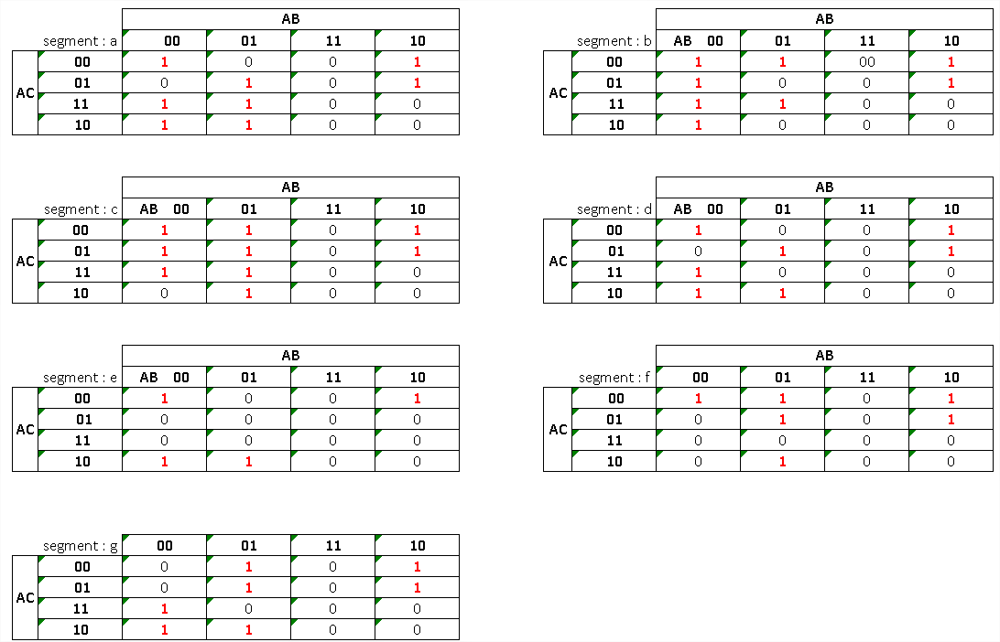 AB AB
segment : a 00 01 11 10 segment : b AB 00 01 11 10
00 1 0 0 1 00 1 1 00 1
01 0 1 0 1 01 1 0 0 1
AC AC
11 1 1 0 0 11 1 1 0 0
10 1 1 0 0 10 1 0 0 0
AB AB
segment : c AB 00 01 11 10 segment : d AB 00 01 11 10
00 1 1 0 1 00 1 0 0 1
01 1 1 0 1 01 0 1 0 1
AC AC
11 1 1 0 0 11 1 0 0 0
10 0 1 0 0 10 1 1 0 0
AB AB
segment : e AB 00 01 11 10 segment : f 00 01 11 10
00 1 0 0 1 00 1 1 0 1
01 0 0 0 0 01 0 1 0 1
AC AC
11 0 0 0 0 11 0 0 0 0
10 1 1 0 0 10 0 1 0 0
segment : g 00 01 11 10
00 0 1 0 1
01 0 1 0 1
AC
11 1 0 0 0
10 1 1 0 0